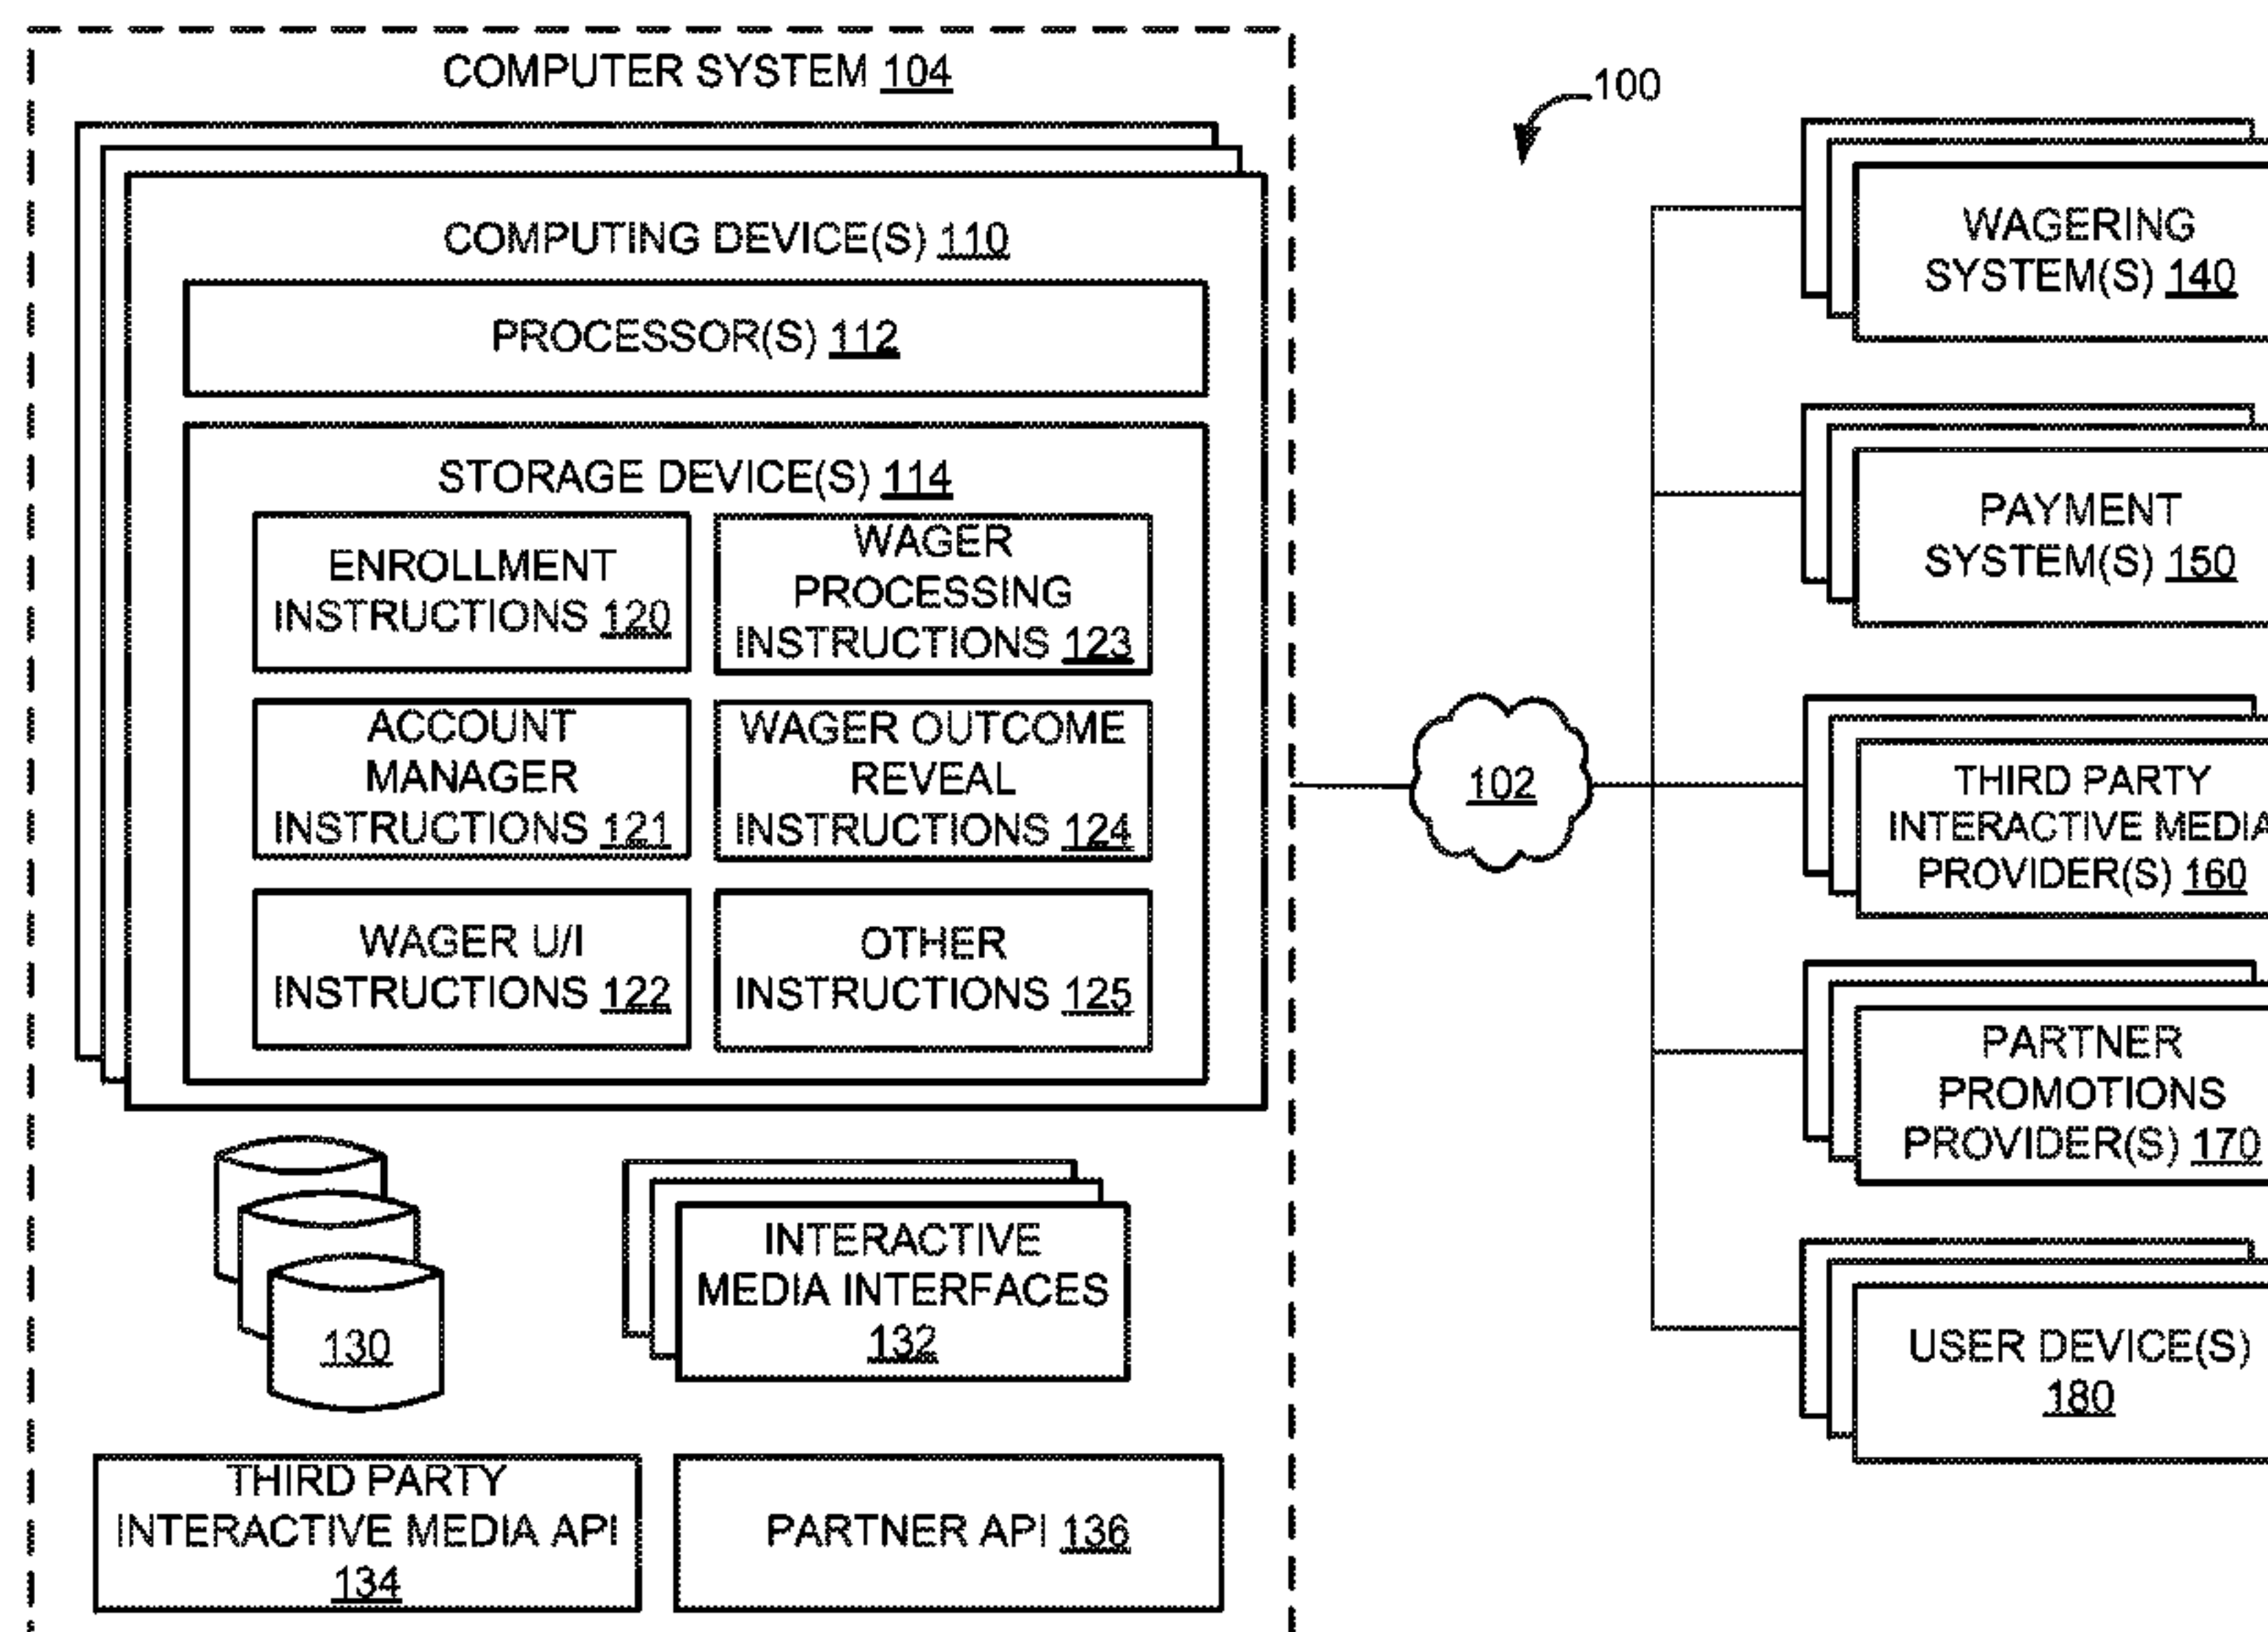 COMPUTER SYSTEM 104
COMPUTING DEVICE(S) 110
PROCESSOR(S) 112
STORAGE DEVICE(S) 114
ENROLLMENT
INSTRUCTIONS 120
WAGER
PROCESSING
INSTRUCTIONS 123
ACCOUNT
MANAGER
INSTRUCTIONS 121
WAGER OUTCOME
REVEAL
INSTRUCTIONS 124
WAGER U/I
INSTRUCTIONS 122
OTHER
INSTRUCTIONS 125
130
INTERACTIVE
MEDIA INTERFACES
132
THIRD PARTY
INTERACTIVE MEDIA API
134
PARTNER API 136
102
100
WAGERING
SYSTEM(S) 140
PAYMENT
SYSTEM(S) 150
THIRD PARTY
INTERACTIVE MEDIA
PROVIDER(S) 160
PARTNER
PROMOTIONS
PROVIDER(S) 170
USER DEVICE(S)
180